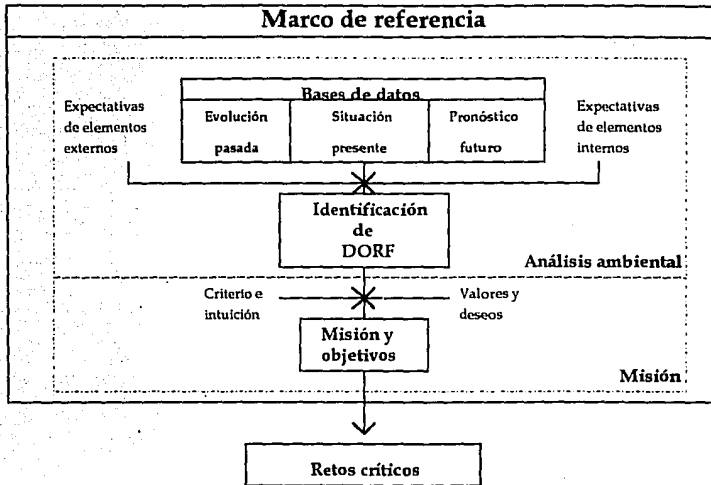 Marco de referencia
Bases de datos
Expectativas
de elementos
externos
Evolución
pasada
Situación
presente
Pronóstico
futuro
Expectativas
de elementos
internos
Identificación
de
DORF
Análisis ambiental
Criterio e
intuición
Valores y
deseos
Misión y
objetivos
Misión
Retos críticos